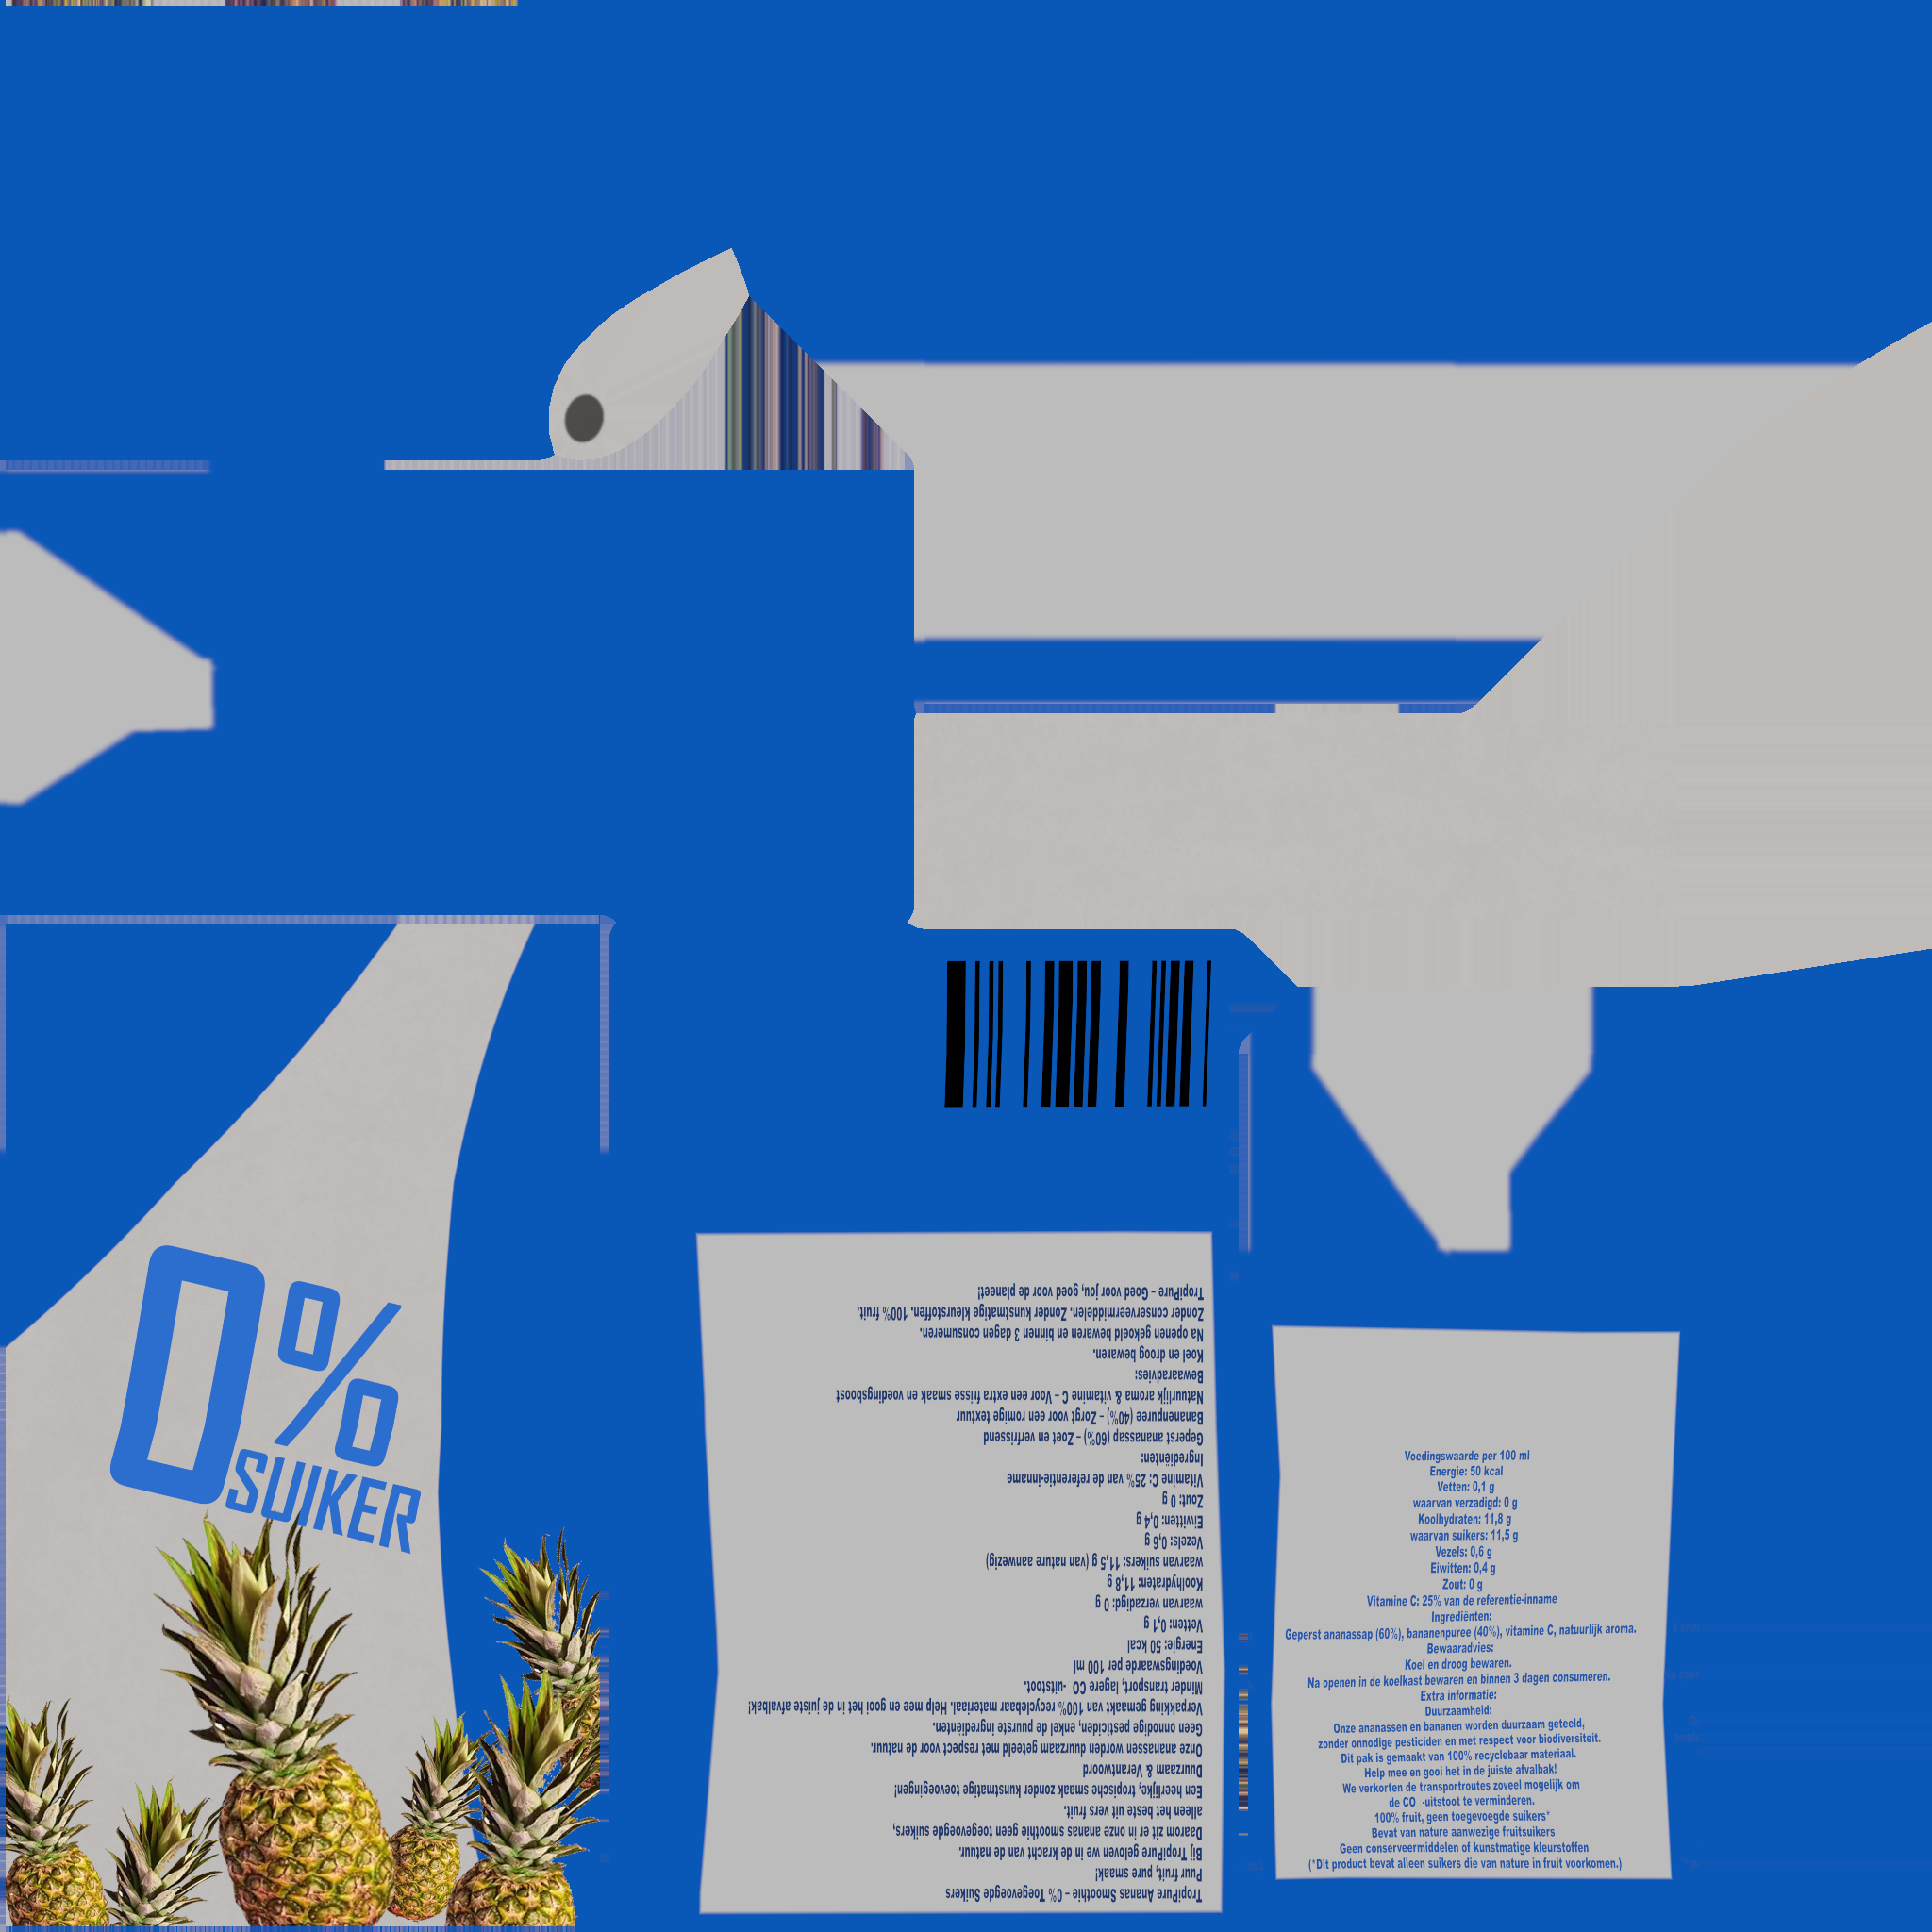 0%
SUIKER
TropiPure Ananas Smoothie – 0% Toegevoegde Suikers
Puur fruit, pure smaak!
Bij TropiPure geloven we in de kracht van de natuur.
Daarom zit er in onze ananas smoothie geen toegevoegde suikers,
alleen het beste uit vers fruit.
Een heerlijke, tropische smaak zonder kunstmatige toevoegingen!
Duurzaam & Verantwoord
Onze ananassen worden duurzaam geteeld met respect voor de natuur.
Geen onnodige pesticiden, enkel de puurste ingrediënten.
Verpakking gemaakt van 100% recyclebaar materiaal. Help mee en gooi het in de juiste afvalbak!
Minder transport, lagere CO -uitstoot.
Voedingswaarde per 100 ml
Energie: 50 kcal
Vetten: 0,1 g
waarvan verzadigd: 0 g
Koolhydraten: 11,8 g
waarvan suikers: 11,5 g (van nature aanwezig)
Vezels: 0,6 g
Eiwitten: 0,4 g
Zout: 0 g
Vitamine C: 25% van de referentie-inname
Ingrediënten:
Geperst ananassap (60%) – Zoet en verfrissend
Bananenpuree (40%) – Zorgt voor een romige textuur
Natuurlijk aroma & vitamine C – Voor een extra frisse smaak en voedingsboost
Bewaaradvies:
Koel en droog bewaren.
Na openen gekoeld bewaren en binnen 3 dagen consumeren.
Zonder conserveermiddelen. Zonder kunstmatige kleurstoffen. 100% fruit.
TropiPure – Goed voor jou, goed voor de planeet!
Voedingswaarde per 100 ml
Energie: 50 kcal
Vetten: 0,1 g
waarvan verzadigd: 0 g
Koolhydraten: 11,8 g
waarvan suikers: 11,5 g
Vezels: 0,6 g
Eiwitten: 0,4 g
Zout: 0 g
Vitamine C: 25% van de referentie-inname
Ingrediënten:
Geperst ananassap (60%), bananenpuree (40%), vitamine C, natuurlijk aroma.
Bewaaradvies:
Koel en droog bewaren.
Na openen in de koelkast bewaren en binnen 3 dagen consumeren.
Extra informatie:
Duurzaamheid:
Onze ananassen en bananen worden duurzaam geteeld,
zonder onnodige pesticiden en met respect voor biodiversiteit.
Dit pak is gemaakt van 100% recyclebaar materiaal.
Help mee en gooi het in de juiste afvalbak!
We verkorten de transportroutes zoveel mogelijk om
de CO -uitstoot te verminderen.
100% fruit, geen toegevoegde suikers*
Bevat van nature aanwezige fruitsuikers
Geen conserveermiddelen of kunstmatige kleurstoffen
(*Dit product bevat alleen suikers die van nature in fruit voorkomen.)